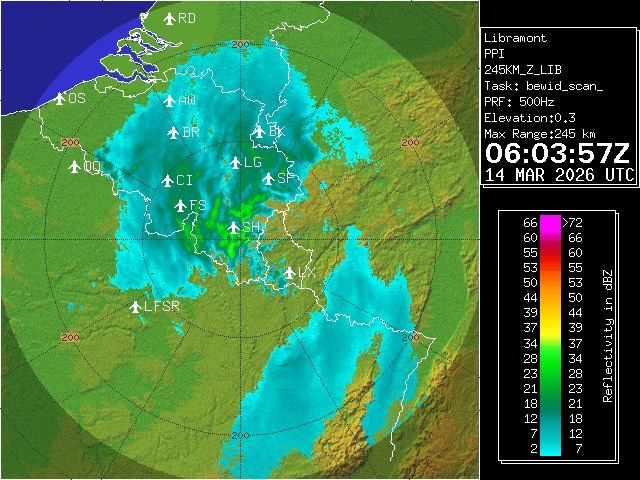 Libramont
PPI
245KM_Z_LIB
Task: bewid_scan_
PRF: 500Hz
Elevation:0.3
Max Range:245 km
06:03:57Z
14 MAR 2026 UTC
RD
200
OS
AW
BR
BK
200
200
OO
LG
CI
SP
FS
SH
LX
LFSR
200
200
200
66 >72
60 66
55 60
53 55
50 53
44 50
39 44
37 39
34 37
28 34
23 28
21 23
18 21
12 18
7 12
2 7
Reflectivity in dBZ